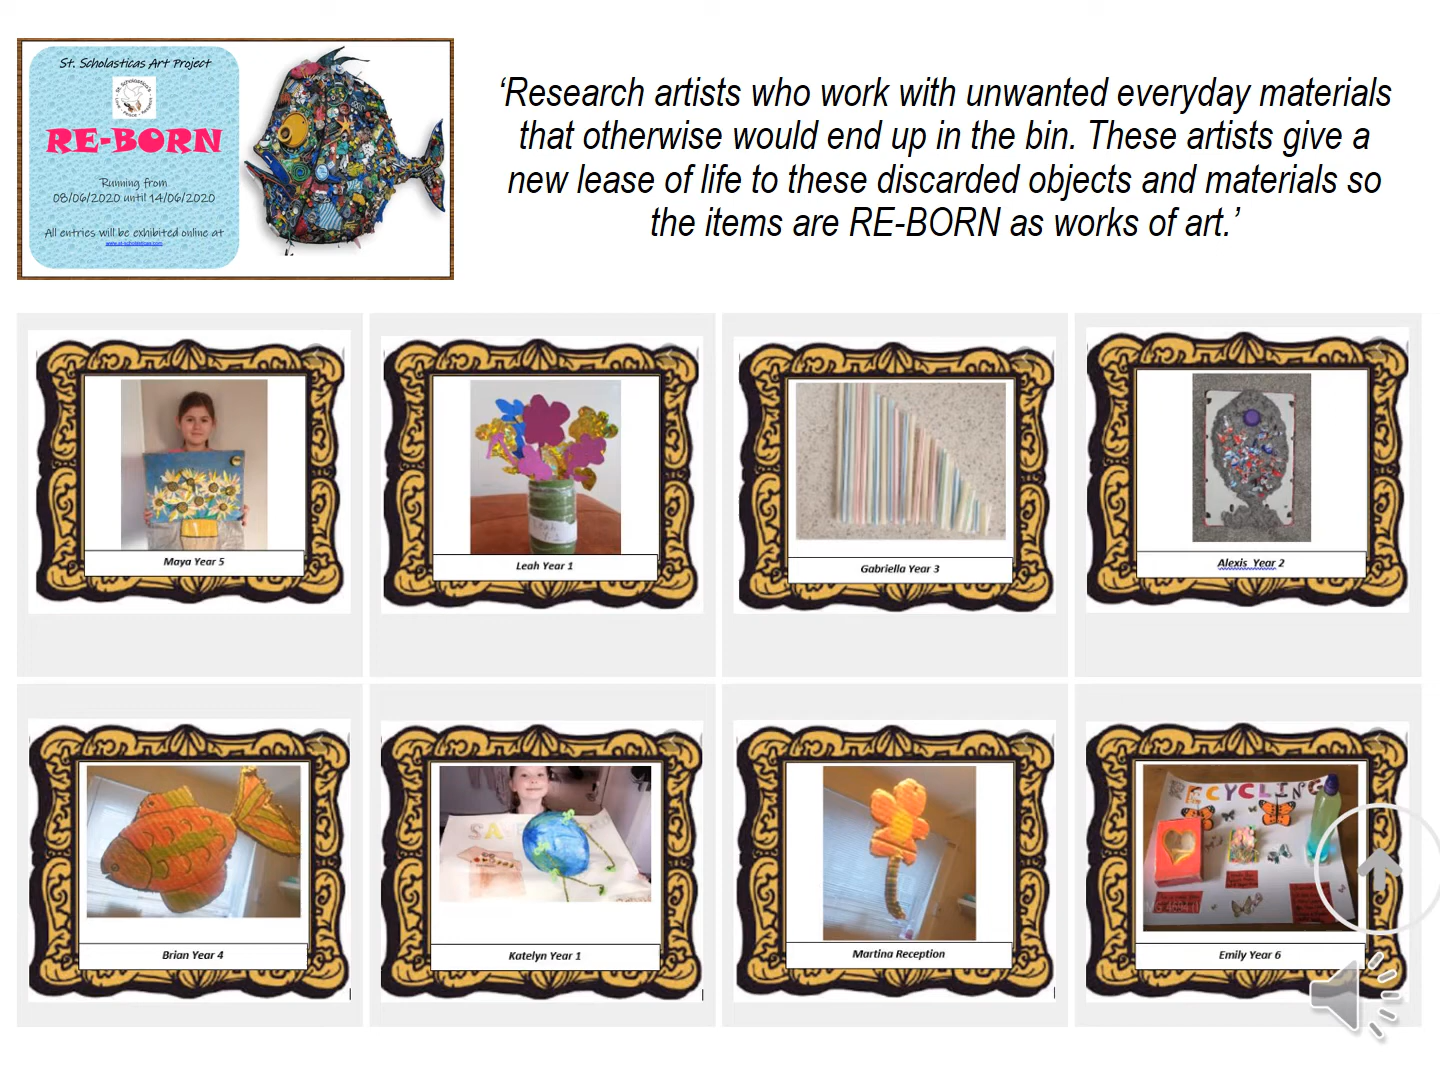 St. Scholasticas Art Project
RE-BORN
Running from
08/06/2020 until 14/06/2020
All entries will be exhibited online at
www.st-scholasticas.com
‘Research artists who work with unwanted everyday materials
that otherwise would end up in the bin. These artists give a
new lease of life to these discarded objects and materials so
the items are RE-BORN as works of art.’
Maya Year 5
Leah Year 1
Gabriella Year 3
Alexis Year 2
Brian Year 4
Katelyn Year 1
Martina Reception
RECYCLING
Emily Year 6